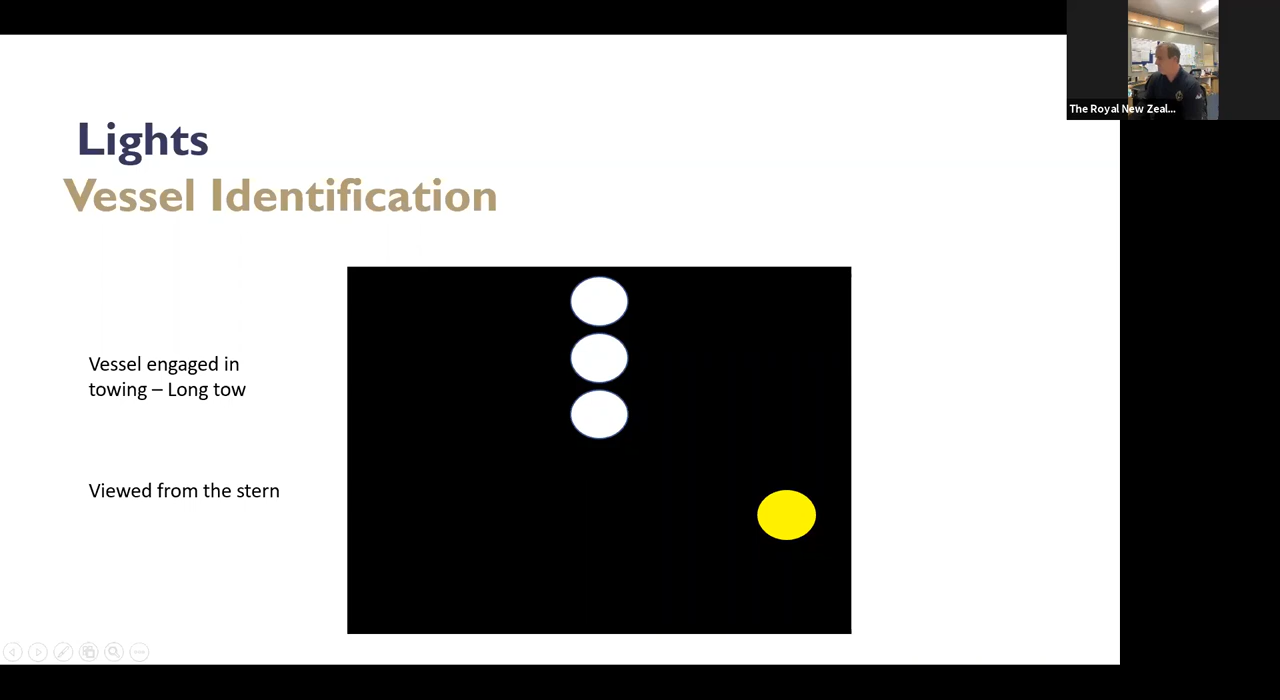 The Royal New Zeal...
Lights
Vessel Identification
Vessel engaged in
towing – Long tow
Viewed from the stern